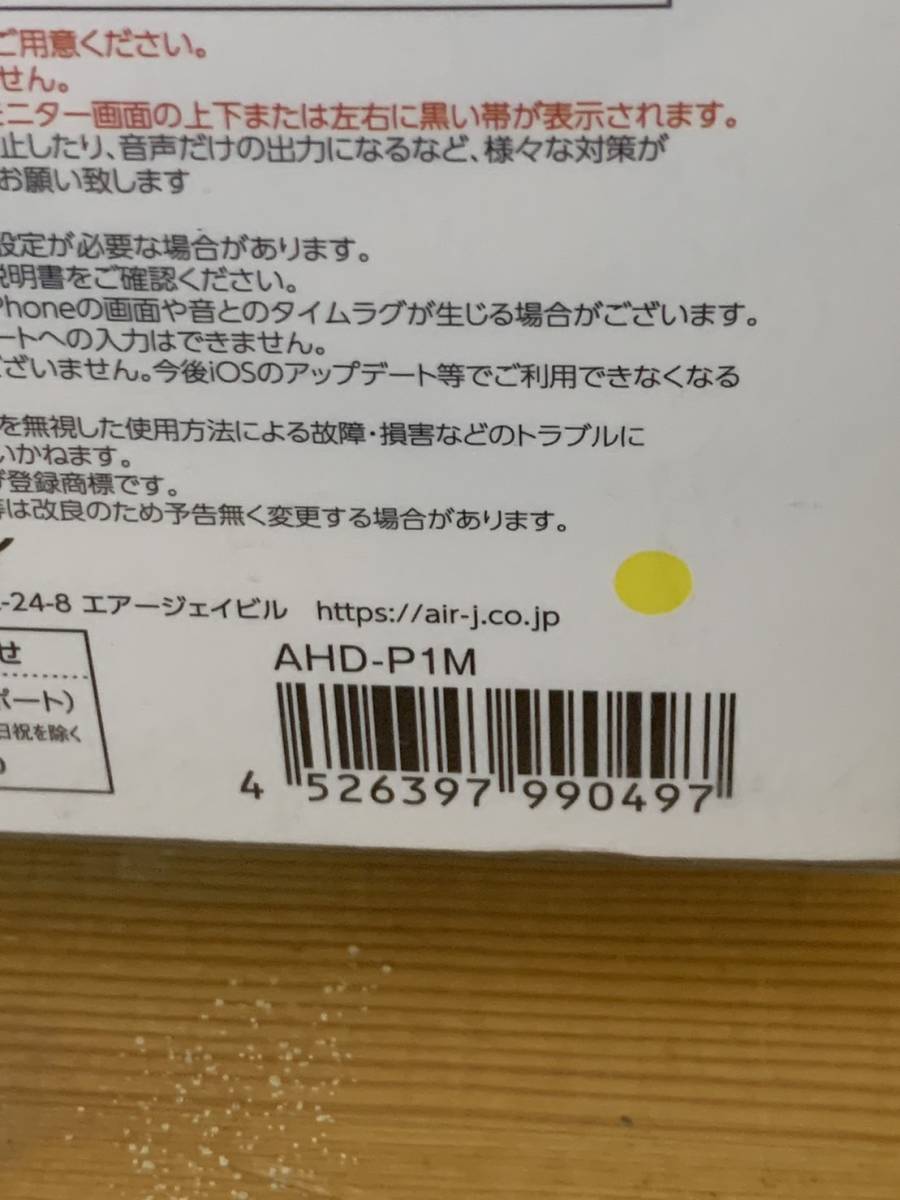 ご用意ください。
せん。
モニター画面の上下または左右に黒い帯が表示されます。
止したり、音声だけの出力になるなど、様々な対策が
お願い致します
設定が必要な場合があります。
説明書をご確認ください。
Phoneの画面や音とのタイムラグが生じる場合がございます。
ートへの入力はできません。
ございません。今後iOSのアップデート等でご利用できなくなる
を無視した使用方法による故障・損害などのトラブルに
いかねます。
登録商標です。
等は改良のため予告無く変更する場合があります。
-24-8 エアージェイビル https://air-j.co.jp
せ
ポート)
日祝を除く
AHD-P1M
4 526397 990497